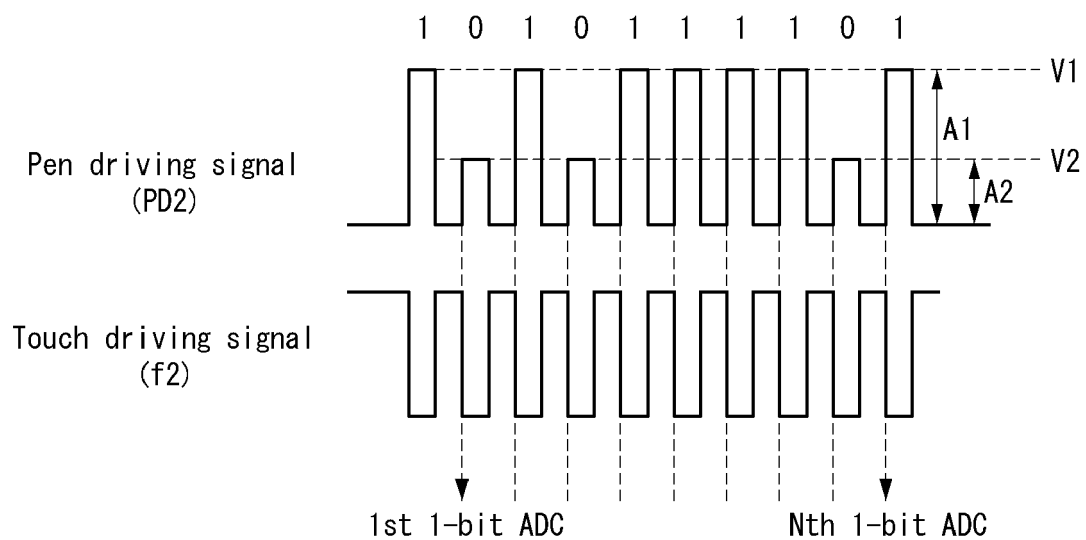 1 0 1 0 1 1 1 1 0 1
V1
A1
V2
A2
Pen driving signal
(PD2)
Touch driving signal
(f2)
1st 1-bit ADC
Nth 1-bit ADC